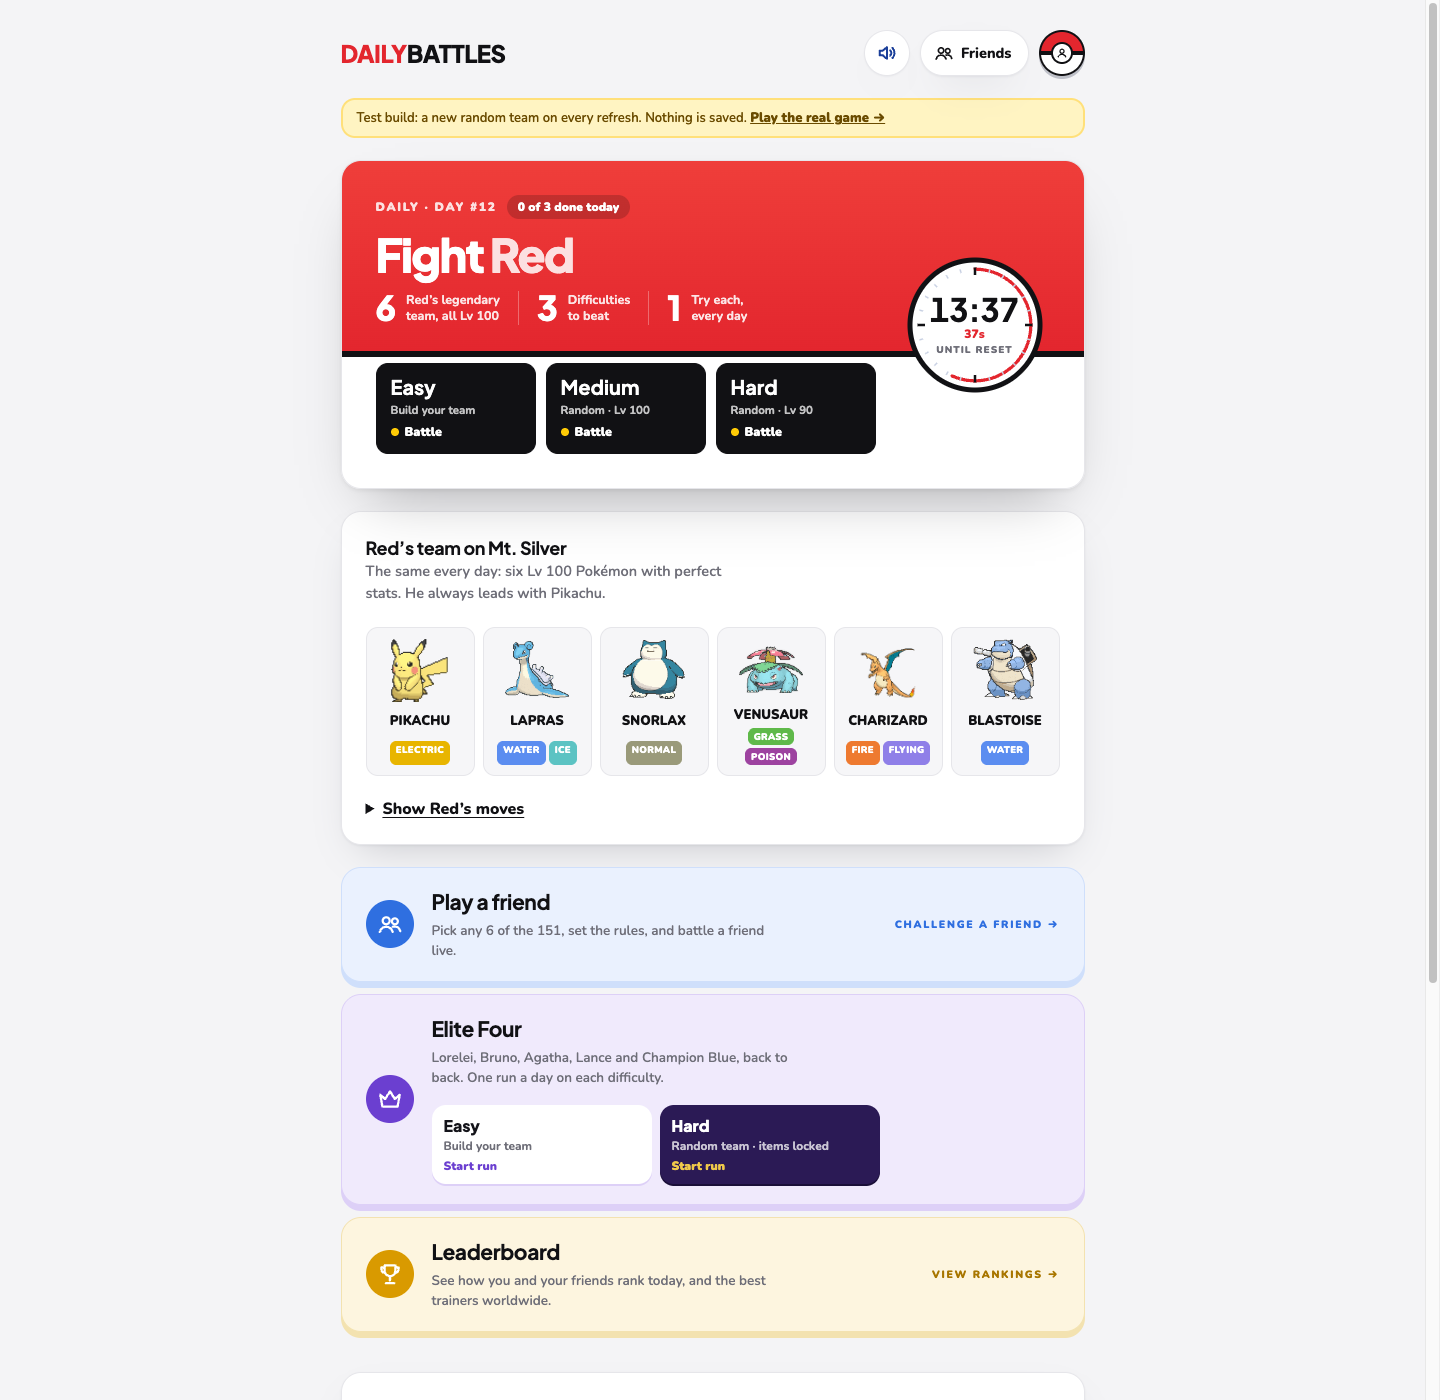 DAILYBATTLES
Friends
Test build: a new random team on every refresh. Nothing is saved. Play the real game →
DAILY · DAY #12
0 of 3 done today
Fight Red
6 Red's legendary
team, all Lv 100
3 Difficulties
to beat
1 Try each,
every day
13:37
37s
UNTIL RESET
Easy
Build your team
Battle
Medium
Random · Lv 100
Battle
Hard
Random · Lv 90
Battle
Red's team on Mt. Silver
The same every day: six Lv 100 Pokémon with perfect
stats. He always leads with Pikachu.
PIKACHU
ELECTRIC
LAPRAS
WATER ICE
SNORLAX
NORMAL
VENUSAUR
GRASS
POISON
CHARIZARD
FIRE FLYING
BLASTOISE
WATER
Show Red's moves
Play a friend
Pick any 6 of the 151, set the rules, and battle a friend
live.
CHALLENGE A FRIEND →
Elite Four
Lorelei, Bruno, Agatha, Lance and Champion Blue, back to
back. One run a day on each difficulty.
Easy
Build your team
Start run
Hard
Random team · items locked
Start run
Leaderboard
See how you and your friends rank today, and the best
trainers worldwide.
VIEW RANKINGS →